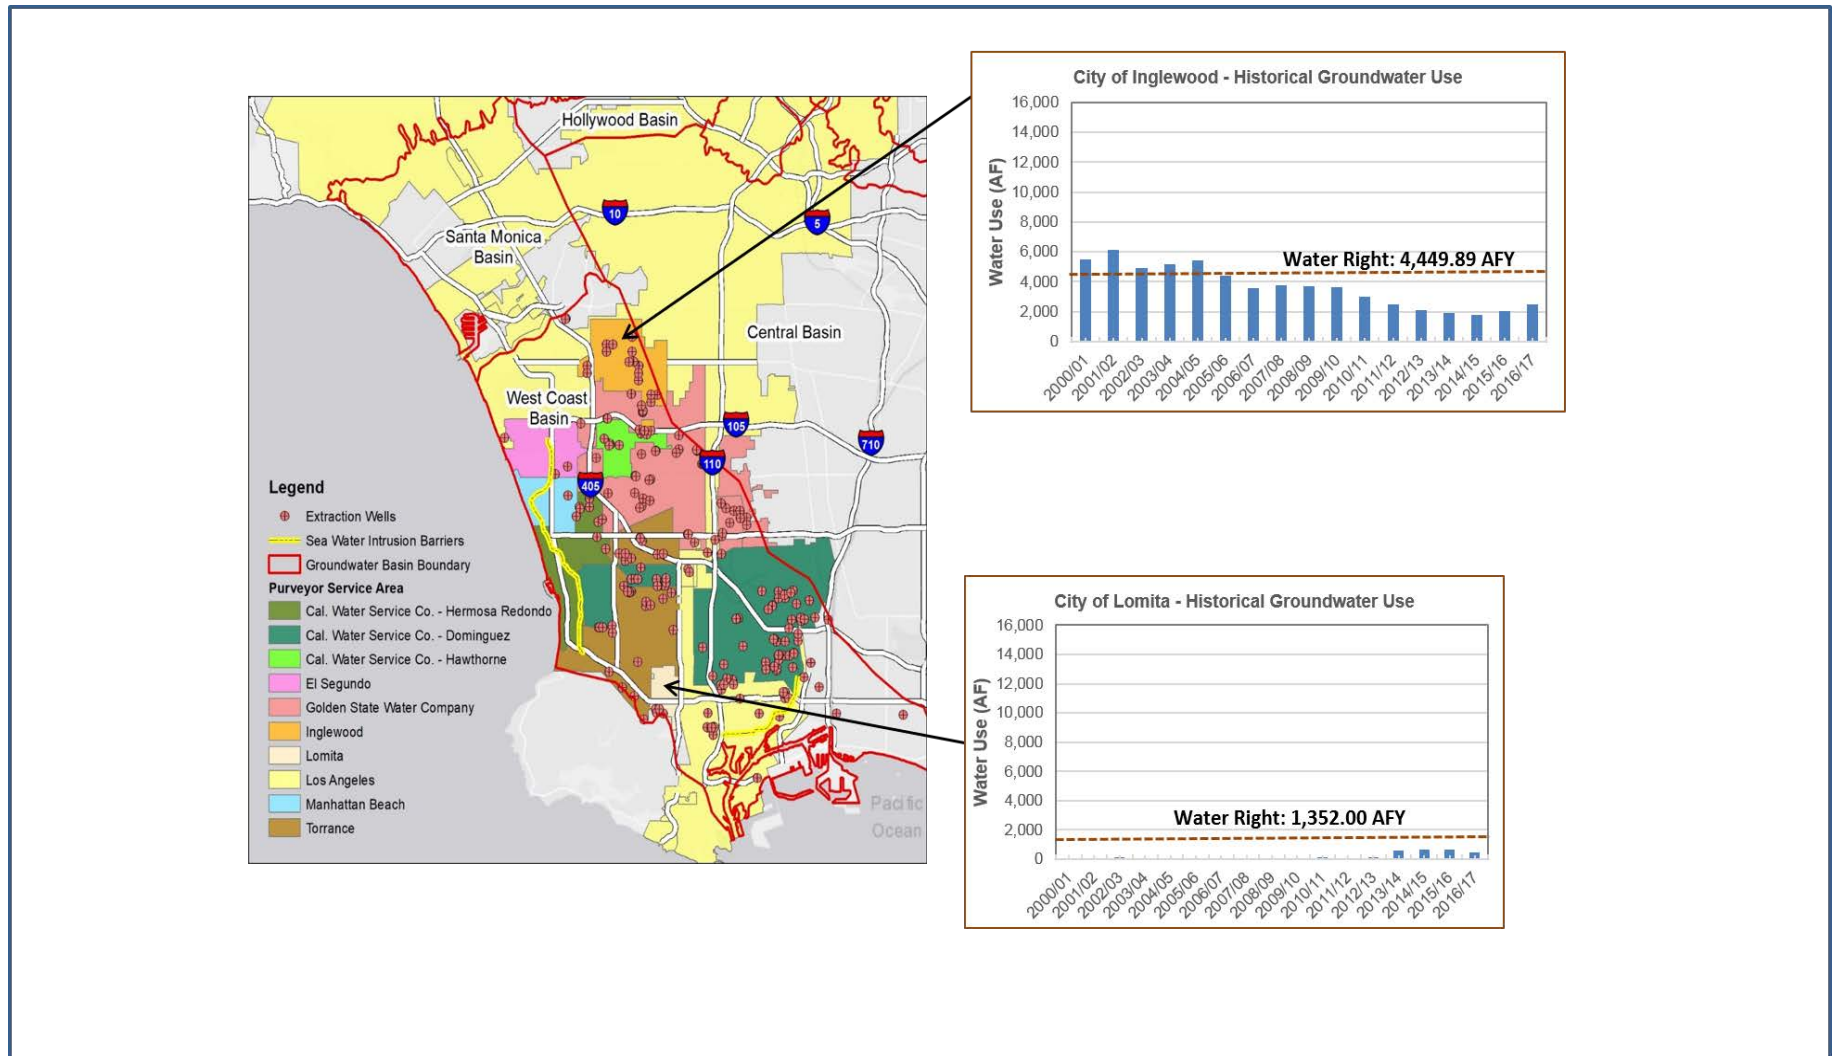 Hollywood Basin
10
5
Santa Monica
Basin
Central Basin
West Coast
Basin
105
710
110
405
Legend
Extraction Wells
Sea Water Intrusion Barriers
Groundwater Basin Boundary
Purveyor Service Area
Cal. Water Service Co. - Hermosa Redondo
Cal. Water Service Co. - Dominguez
Cal. Water Service Co. - Hawthorne
El Segundo
Golden State Water Company
Inglewood
Lomita
Los Angeles
Manhattan Beach
Torrance
Pacific
Ocean
City of Inglewood - Historical Groundwater Use
Water Use (AF)
16,000
14,000
12,000
10,000
8,000
6,000
4,000
2,000
0
Water Right: 4,449.89 AFY
2000/01
2001/02
2002/03
2003/04
2004/05
2005/06
2006/07
2007/08
2008/09
2009/10
2010/11
2011/12
2012/13
2013/14
2014/15
2015/16
2016/17
City of Lomita - Historical Groundwater Use
Water Use (AF)
16,000
14,000
12,000
10,000
8,000
6,000
4,000
2,000
0
Water Right: 1,352.00 AFY
2000/01
2001/02
2002/03
2003/04
2004/05
2005/06
2006/07
2007/08
2008/09
2009/10
2010/11
2011/12
2012/13
2013/14
2014/15
2015/16
2016/17